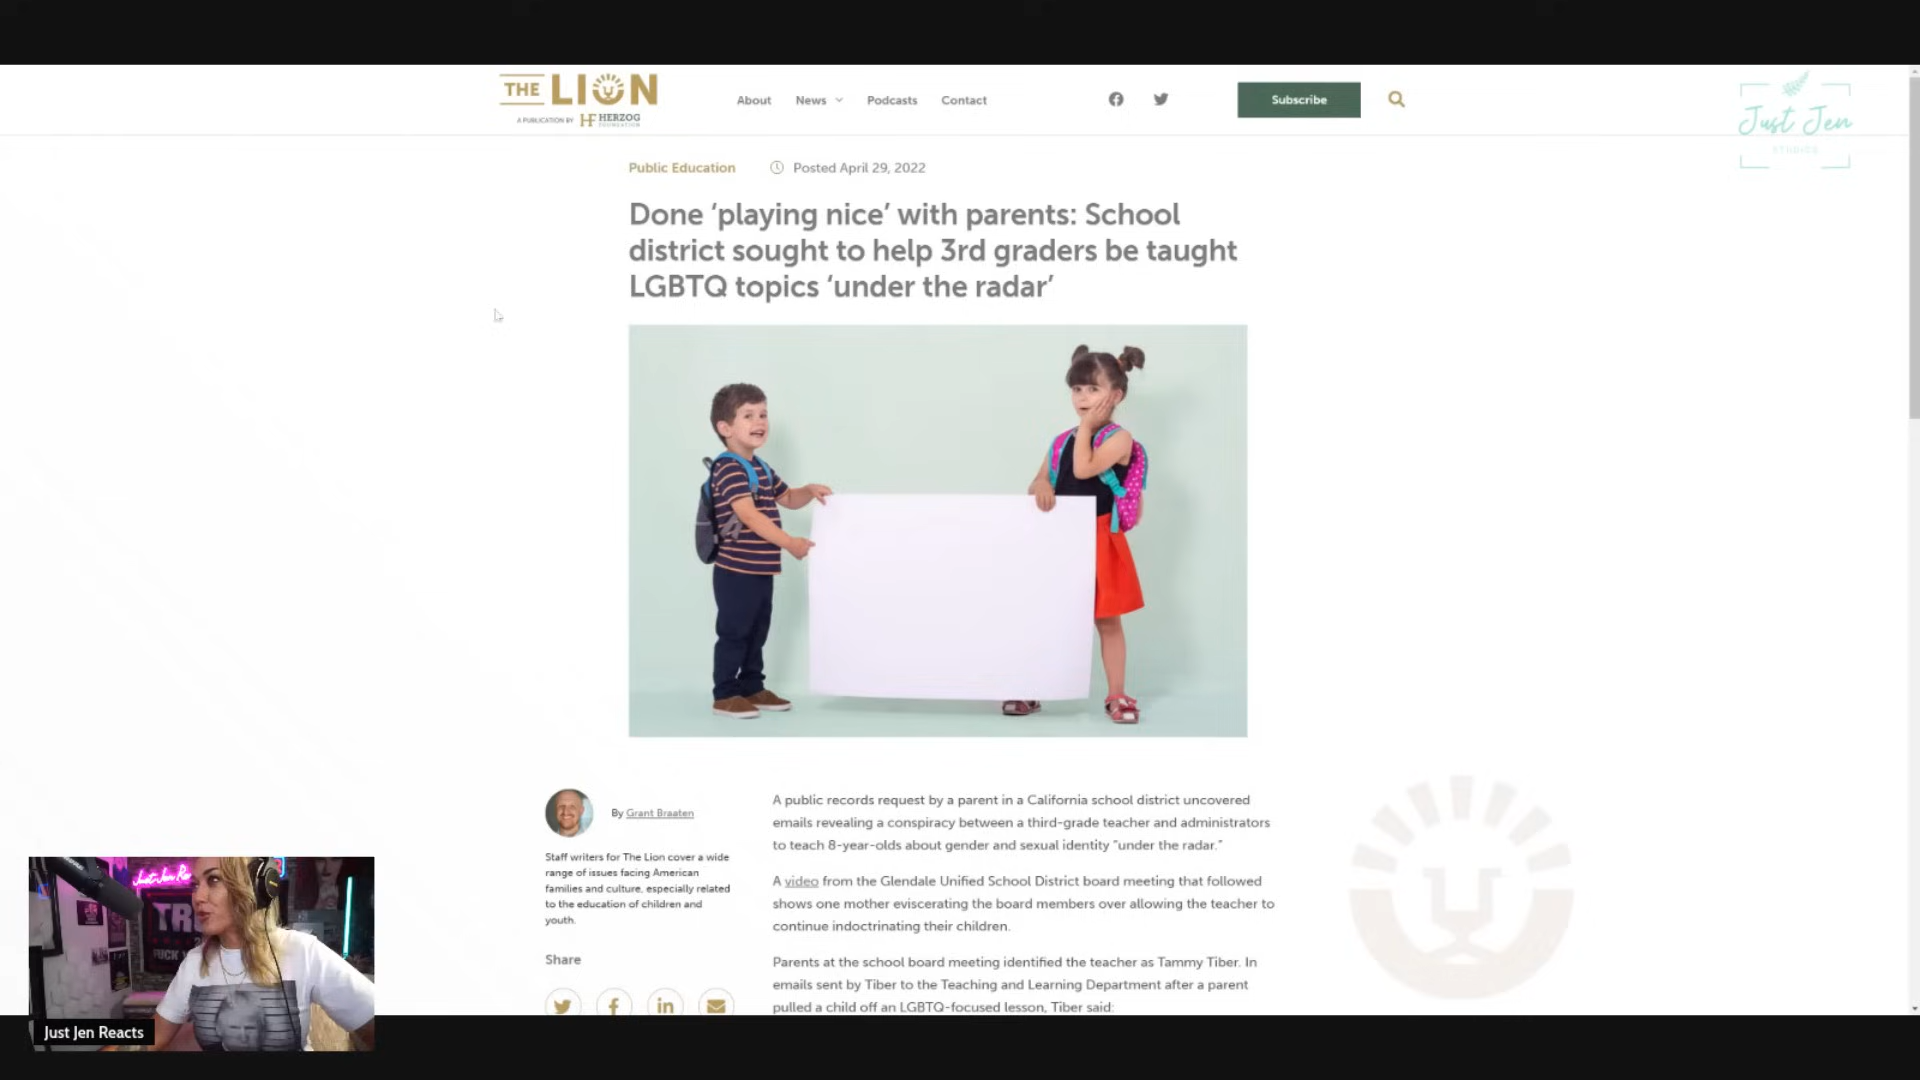 THE LION
A PUBLICATION BY HF HERZOG FOUNDATION
About News Podcasts Contact
Subscribe
Just Jen
STUDIOS
Public Education Posted April 29, 2022
Done ‘playing nice’ with parents: School
district sought to help 3rd graders be taught
LGBTQ topics ‘under the radar’
By Grant Braaten
Staff writers for The Lion cover a wide
range of issues facing American
families and culture, especially related
to the education of children and
youth.
Share
A public records request by a parent in a California school district uncovered
emails revealing a conspiracy between a third-grade teacher and administrators
to teach 8-year-olds about gender and sexual identity “under the radar.”
A video from the Glendale Unified School District board meeting that followed
shows one mother eviscerating the board members over allowing the teacher to
continue indoctrinating their children.
Parents at the school board meeting identified the teacher as Tammy Tiber. In
emails sent by Tiber to the Teaching and Learning Department after a parent
pulled a child off an LGBTQ-focused lesson, Tiber said:
Just Jen Re
TR
Just Jen Reacts